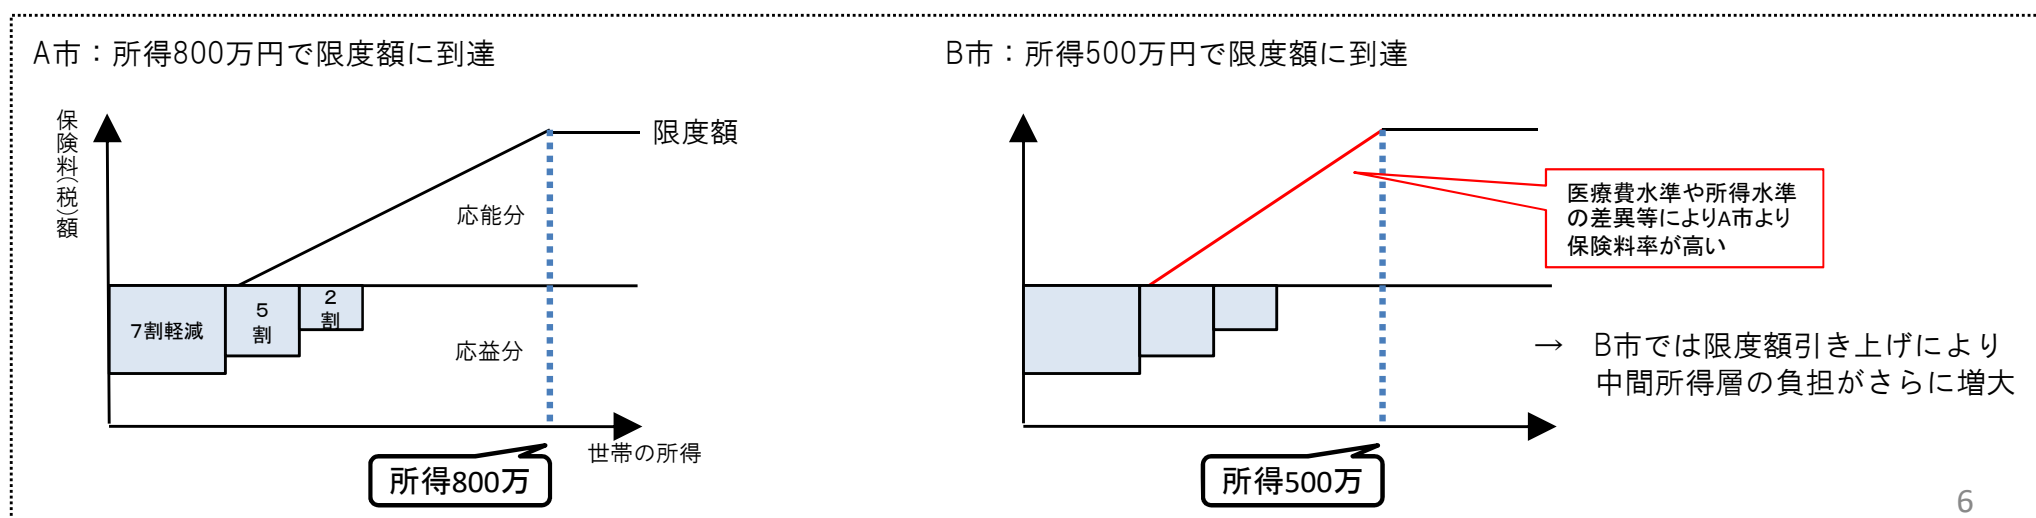 A市：所得800万円で限度額に到達
保険料(税)額
限度額
応能分
7割軽減
5
割
2
割
応益分
世帯の所得
所得800万
B市：所得500万円で限度額に到達
医療費水準や所得水準
の差異等によりA市より
保険料率が高い
→　B市では限度額引き上げにより
中間所得層の負担がさらに増大
所得500万
6